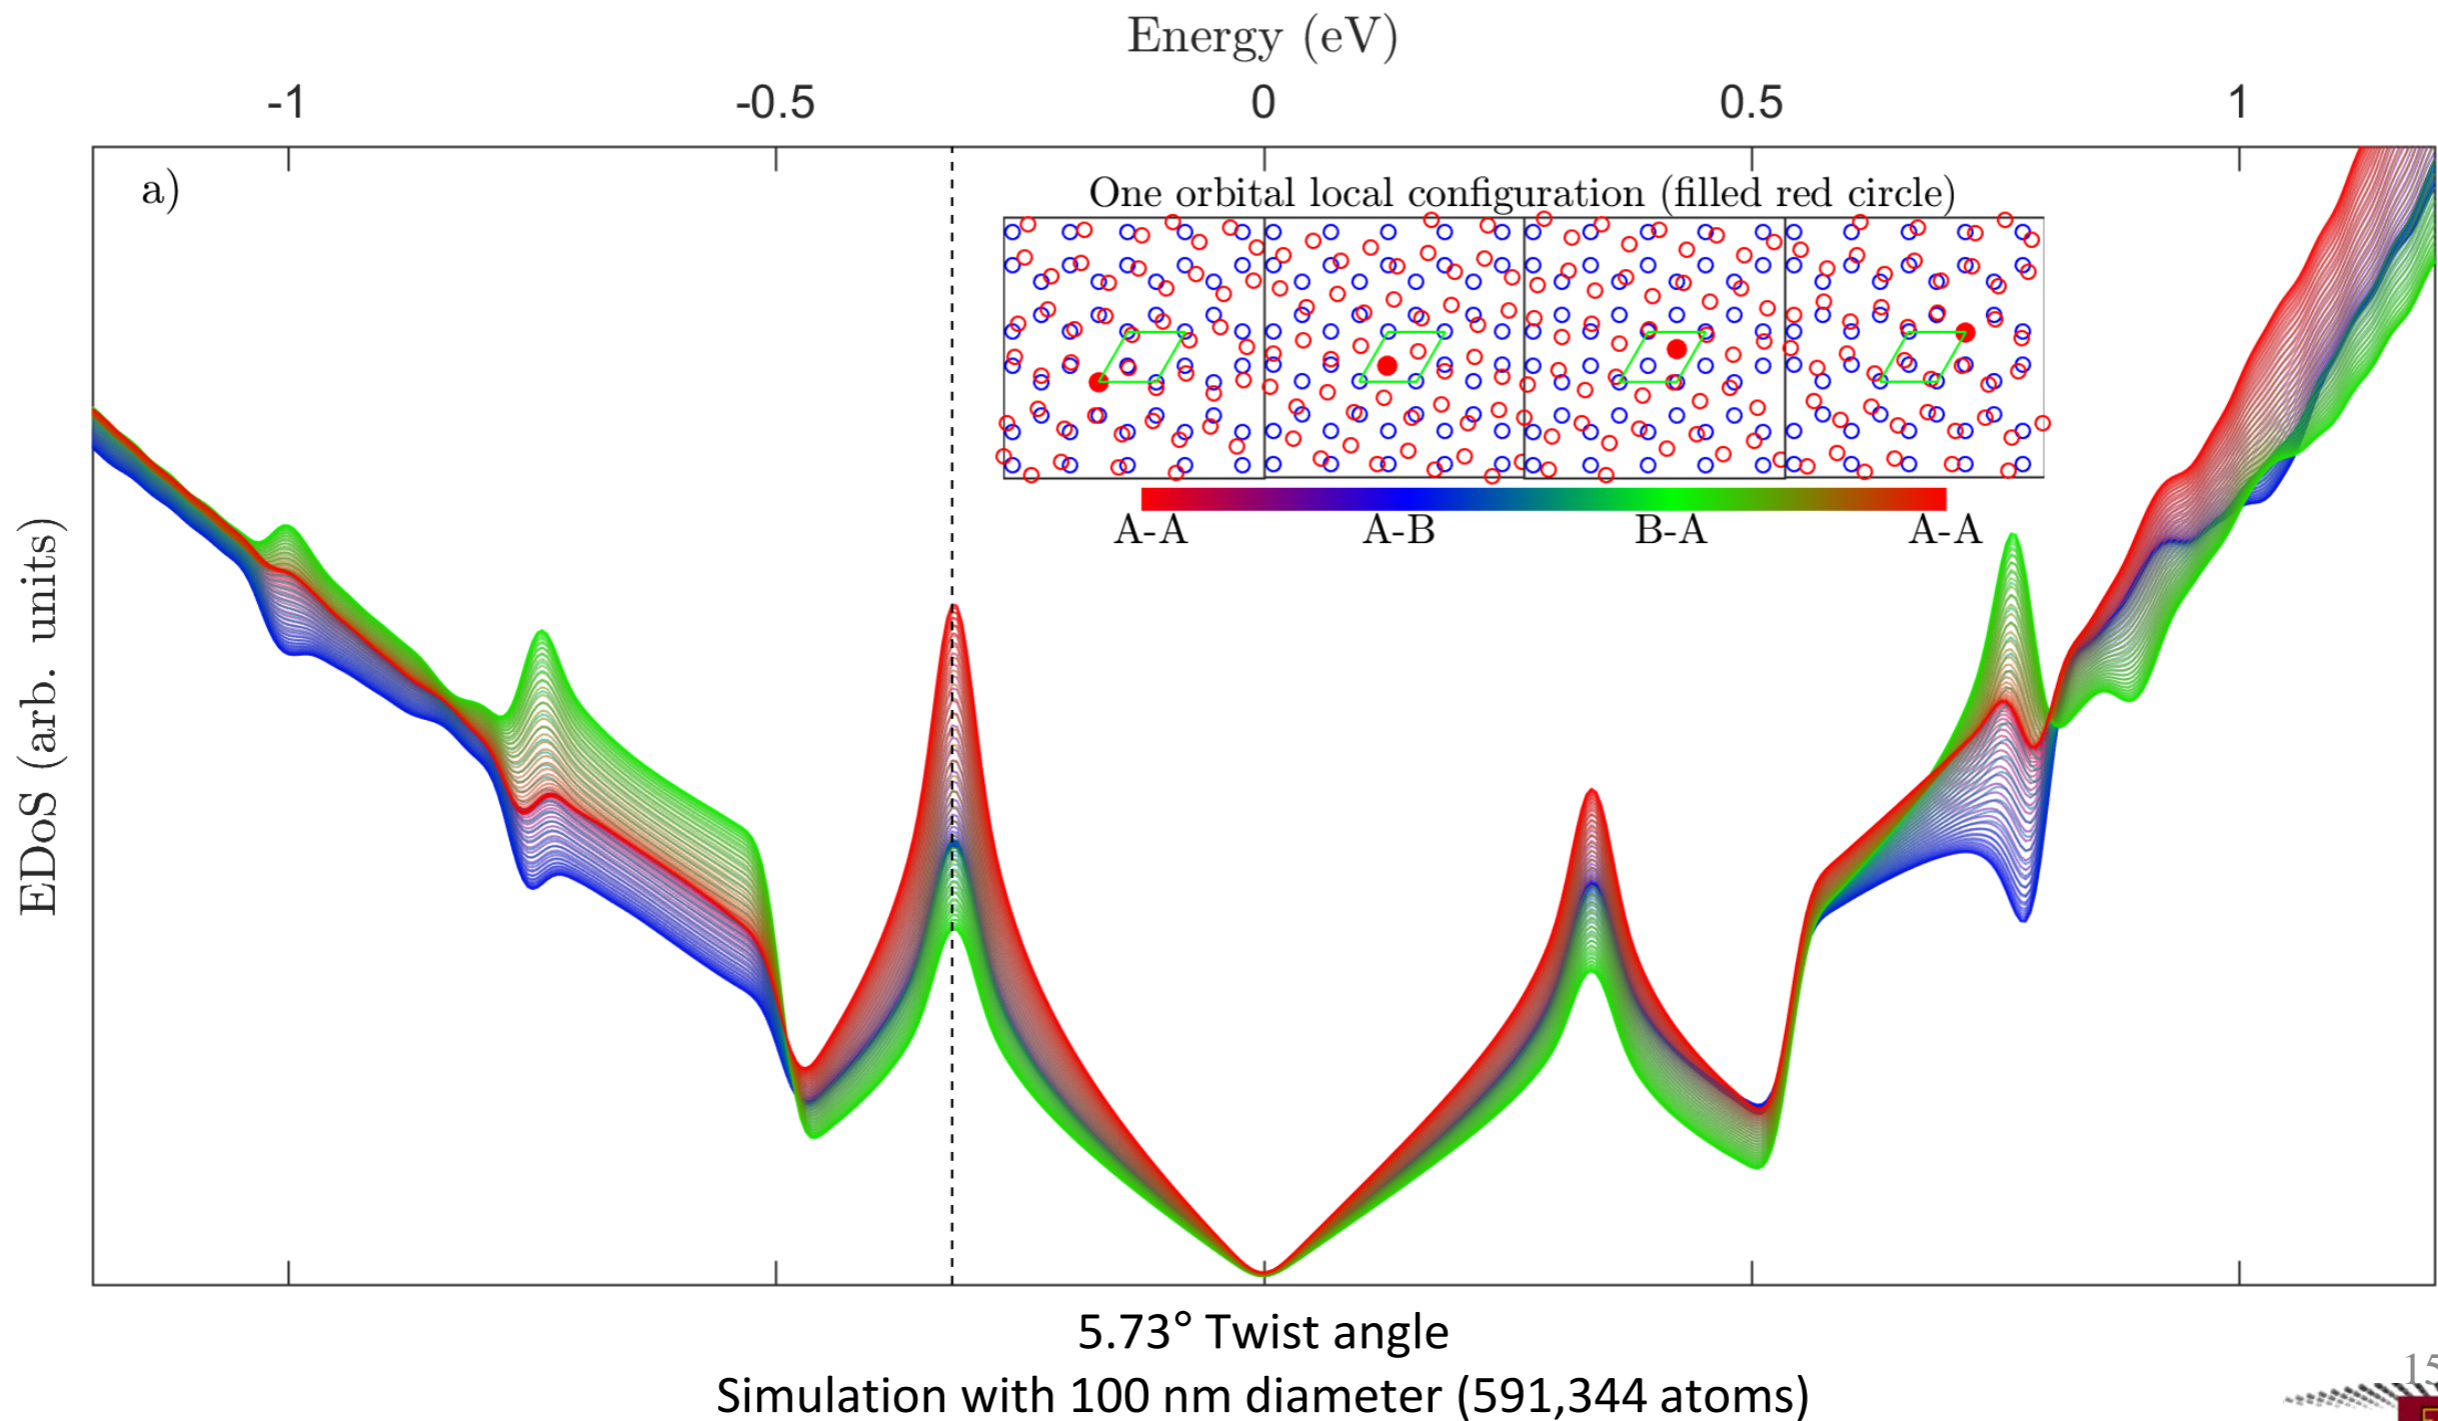 Energy (eV)
-1 -0.5 0 0.5 1
a)
One orbital local configuration (filled red circle)
A-A A-B B-A A-A
EDoS (arb. units)
5.73° Twist angle
Simulation with 100 nm diameter (591,344 atoms)
15